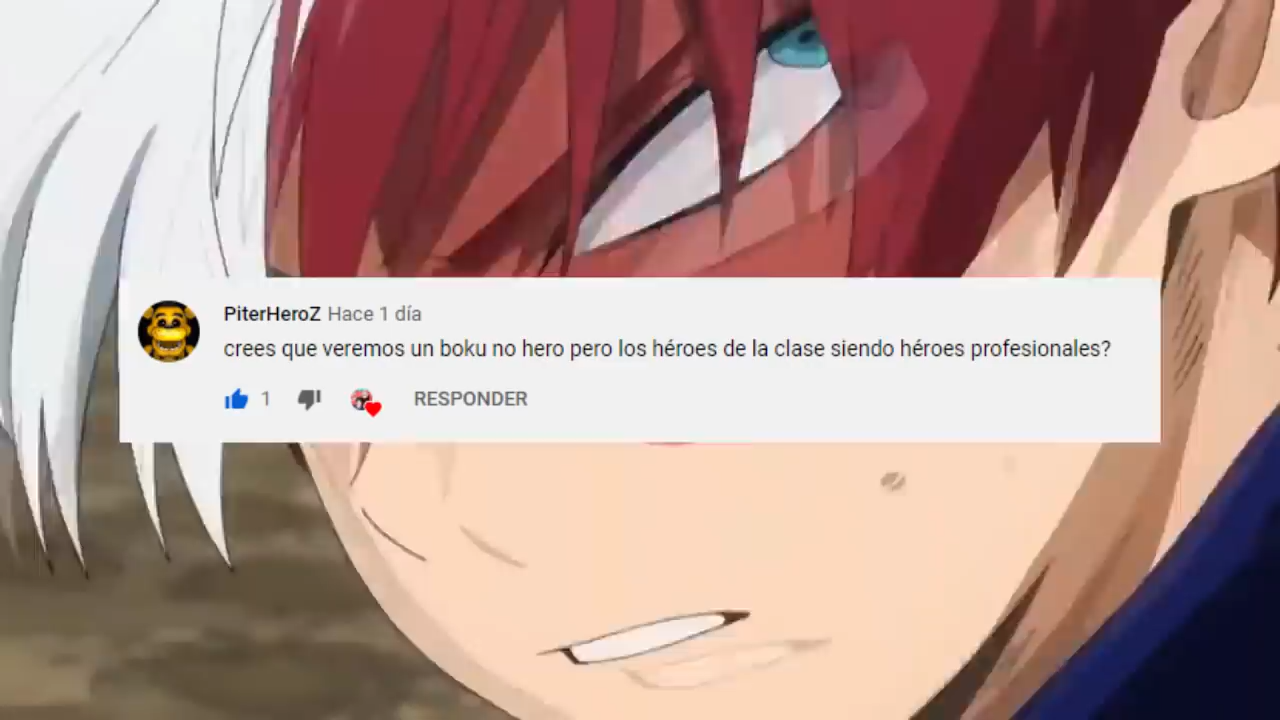 PiterHeroZ Hace 1 día
crees que veremos un boku no hero pero los héroes de la clase siendo héroes profesionales?
1 RESPONDER